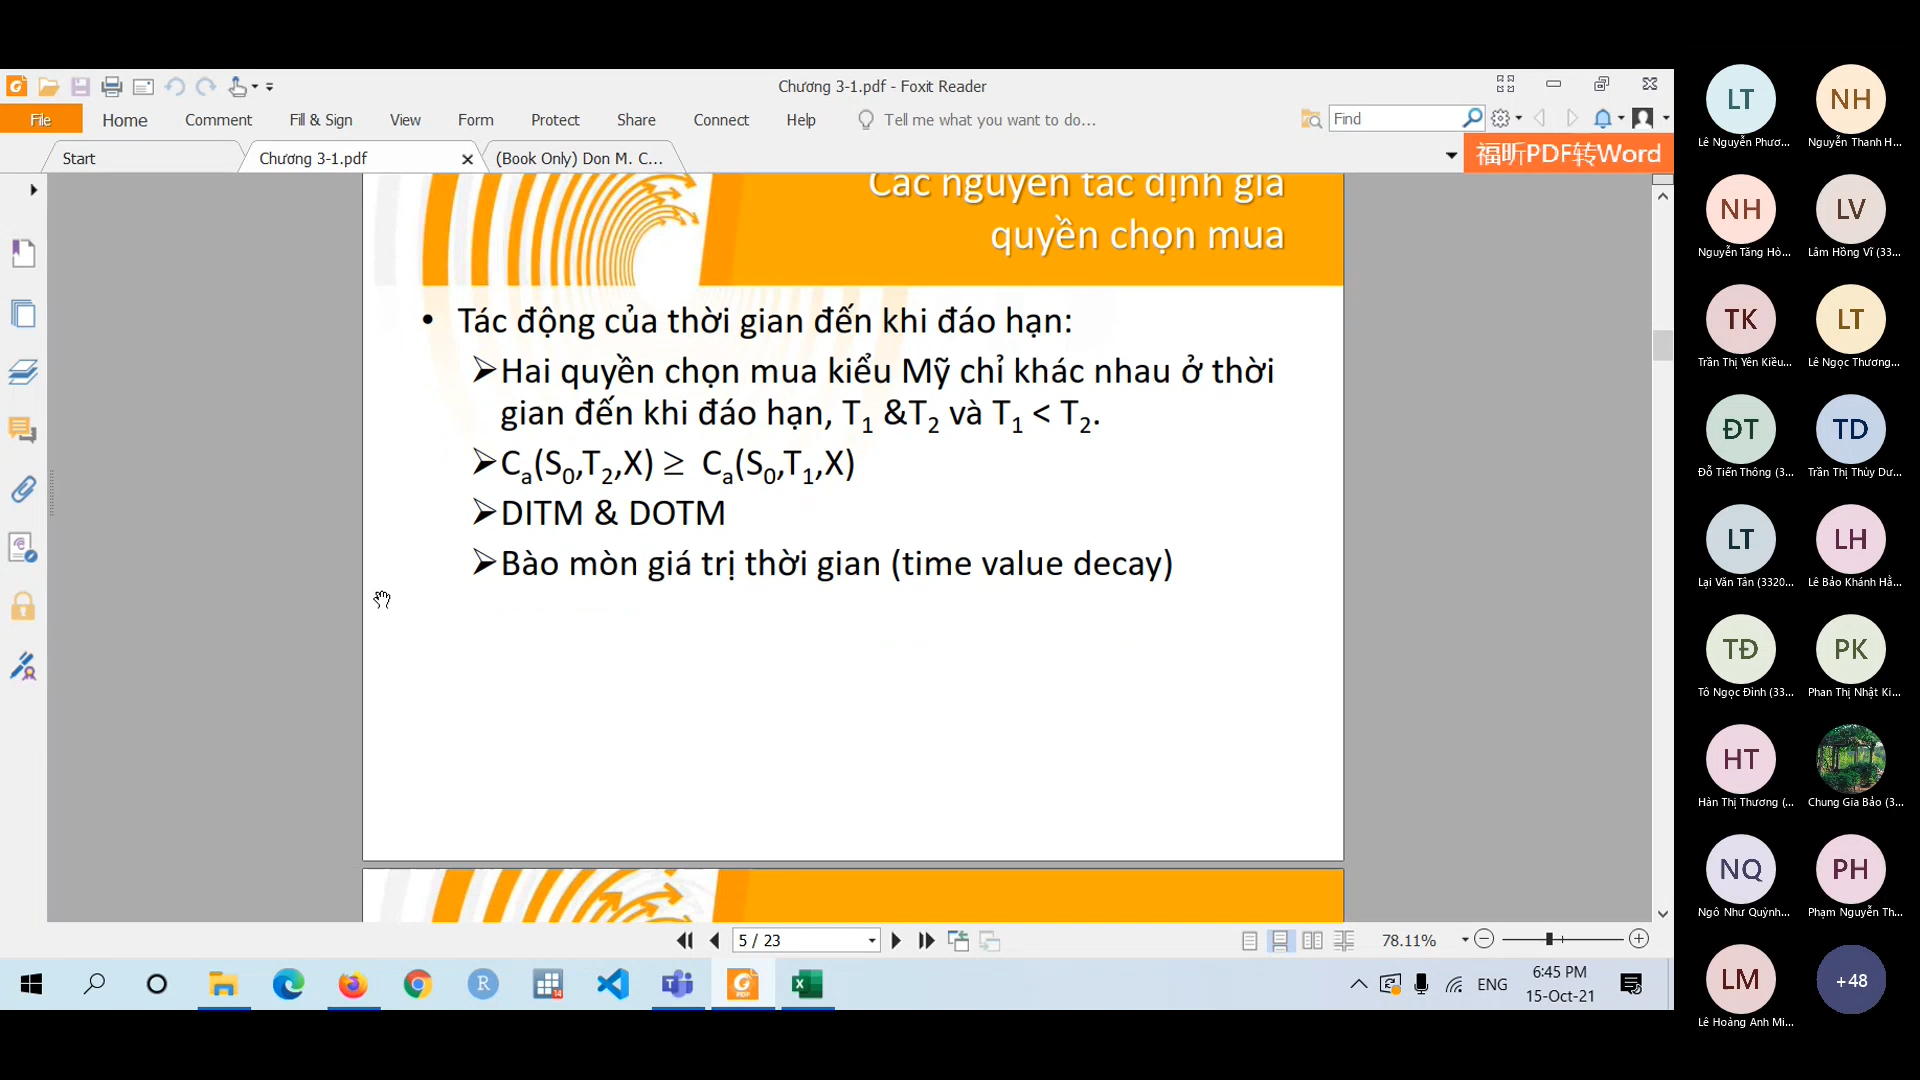 Chương 3-1.pdf - Foxit Reader
File Home Comment Fill & Sign View Form Protect Share Connect Help Tell me what you want to do... Find
Start Chương 3-1.pdf (Book Only) Don M. C... 福昕PDF转Word
Các nguyên tắc định giá
quyền chọn mua
• Tác động của thời gian đến khi đáo hạn:
➢Hai quyền chọn mua kiểu Mỹ chỉ khác nhau ở thời
gian đến khi đáo hạn, T1 &T2 và T1 < T2.
➢Ca(S0,T2,X) ≥ Ca(S0,T1,X)
➢DITM & DOTM
➢Bào mòn giá trị thời gian (time value decay)
5 / 23 78.11%
ENG 6:45 PM
15-Oct-21
LT NH
Lê Nguyễn Phươ... Nguyễn Thanh H...
NH LV
Nguyễn Tăng Hò... Lâm Hồng Vĩ (33...
TK LT
Trần Thị Yên Kiều... Lê Ngọc Thương...
ĐT TD
Đỗ Tiến Thông (3... Trần Thị Thùy Dư...
LT LH
Lại Văn Tân (3320... Lê Bảo Khánh Hằ...
TĐ PK
Tô Ngọc Đình (33... Phan Thị Nhật Ki...
HT
Hàn Thị Thương (... Chung Gia Bảo (3...
NQ PH
Ngô Như Quỳnh... Phạm Nguyễn Th...
LM +48
Lê Hoàng Anh Mi...